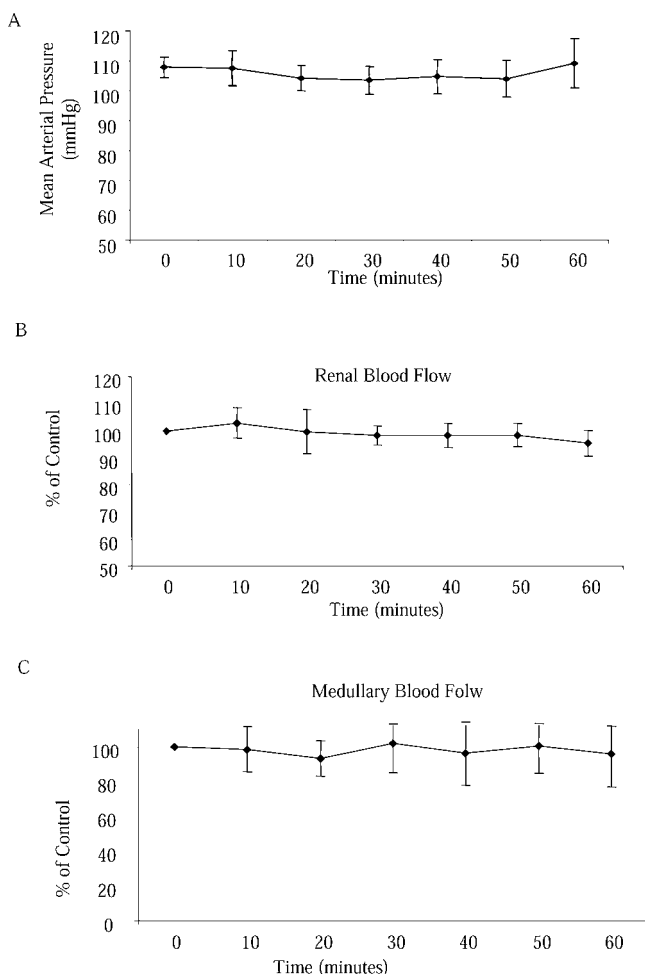 A
Mean Arterial Pressure
(mmHg)
120
110
100
90
80
70
60
50
0 10 20 30 40 50 60
Time (minutes)
B
Renal Blood Flow
% of Control
120
110
100
90
80
70
60
50
0 10 20 30 40 50 60
Time (minutes)
C
Medullary Blood Folw
% of Control
100
80
60
40
20
0
0 10 20 30 40 50 60
Time (minutes)